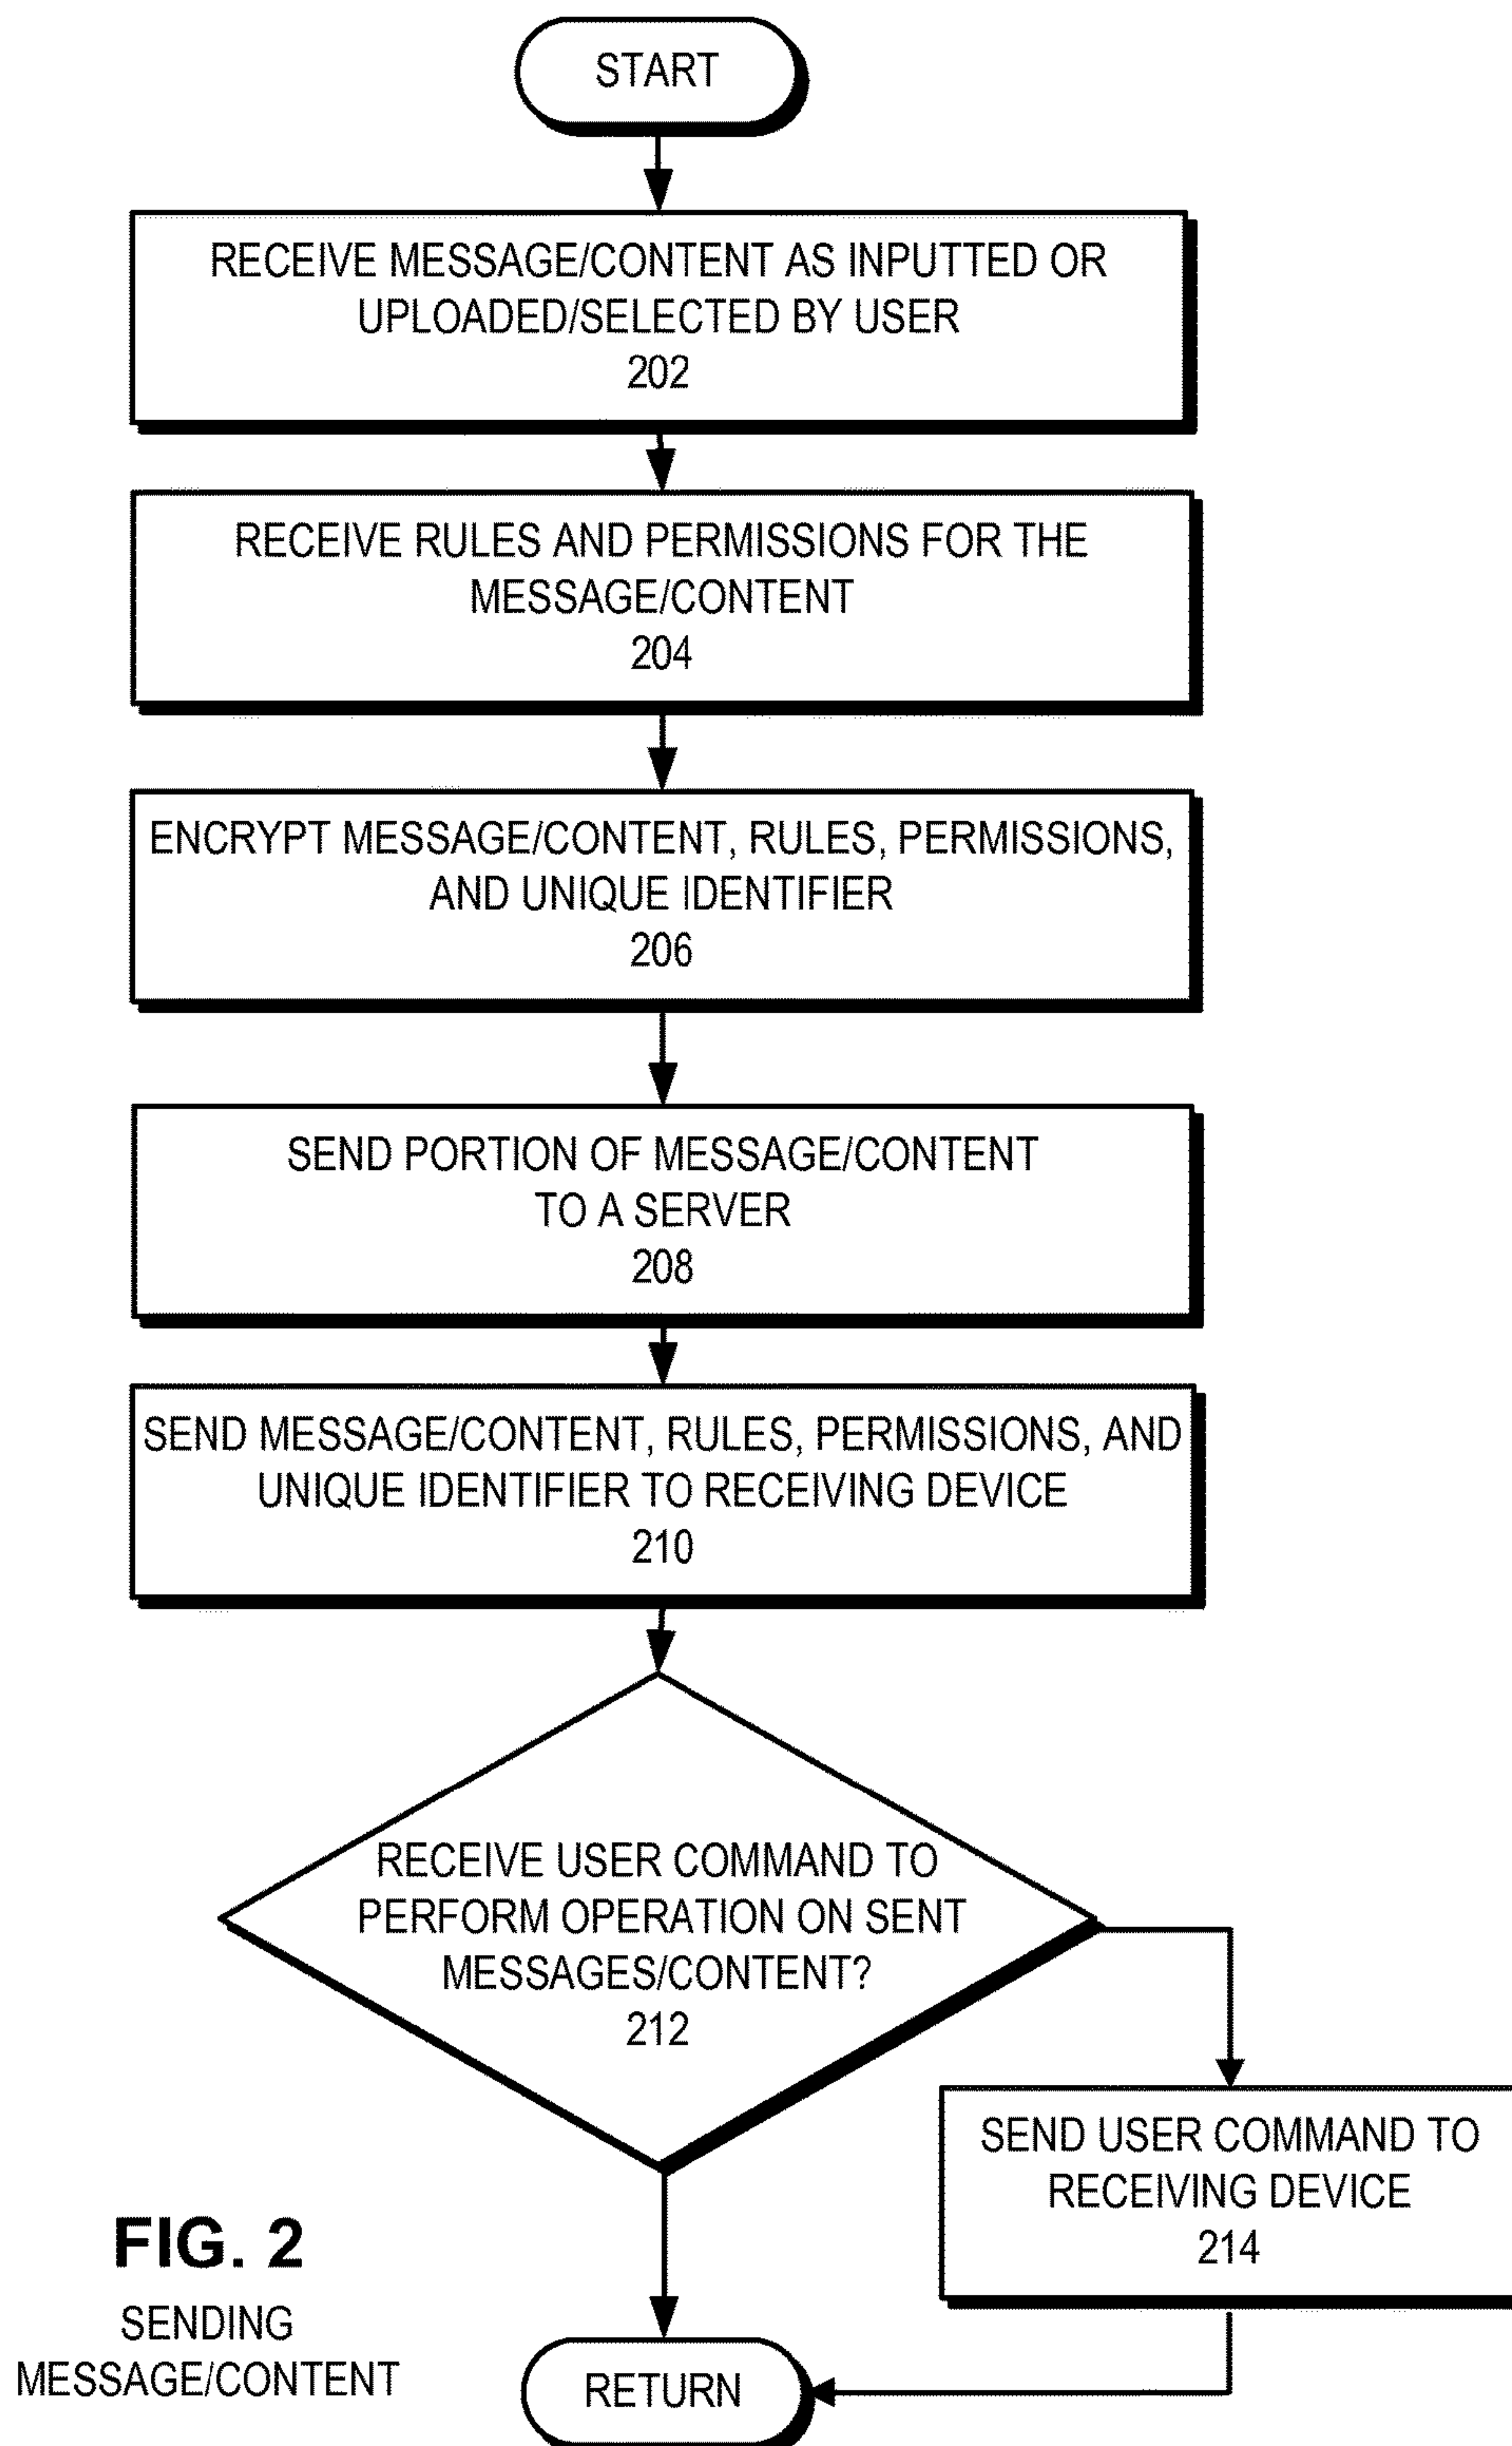 START
RECEIVE MESSAGE/CONTENT AS INPUTTED OR
UPLOADED/SELECTED BY USER
202
RECEIVE RULES AND PERMISSIONS FOR THE
MESSAGE/CONTENT
204
ENCRYPT MESSAGE/CONTENT, RULES, PERMISSIONS,
AND UNIQUE IDENTIFIER
206
SEND PORTION OF MESSAGE/CONTENT
TO A SERVER
208
SEND MESSAGE/CONTENT, RULES, PERMISSIONS, AND
UNIQUE IDENTIFIER TO RECEIVING DEVICE
210
RECEIVE USER COMMAND TO
PERFORM OPERATION ON SENT
MESSAGES/CONTENT?
212
SEND USER COMMAND TO
RECEIVING DEVICE
214
RETURN
FIG. 2
SENDING
MESSAGE/CONTENT